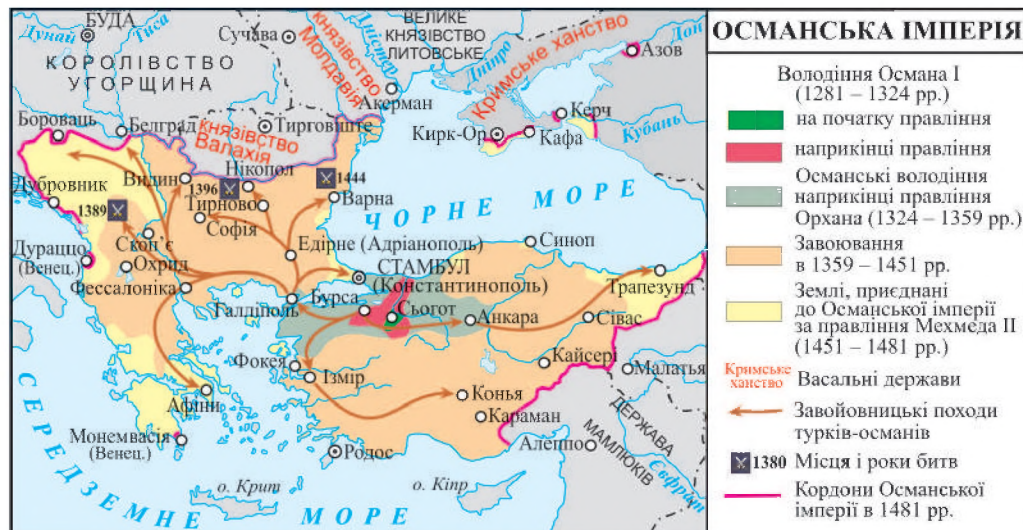 БУДА
Дунай
Тиса
Сучава
КОРОЛІВСТВО
УГОРЩИНА
князівство
Молдавія
Дністер
ВЕЛИКЕ
КНЯЗІВСТВО
ЛИТОВСЬКЕ
Дніпро
Кримське ханство
Дон
Азов
Акерман
Керч
Кирк-Ор
Кафа
Кубань
Бороваць
Белград
князівство
Валахія
Тирговіште
Дубровник
1389
Видин
1396
Нікопол
1444
Тирново
Варна
Софія
ЧОРНЕ МОРЕ
Дураццо
(Венец.)
Скоп'є
Охрид
Едірне (Адріанополь)
Синоп
СТАМБУЛ
(Константинополь)
Фессалоніка
Трапезунд
Галліполь
Бурса
Сьогот
Анкара
Сівас
Фокея
Ізмір
Кайсері
Малатья
Афіни
Конья
Караман
Монемвасія
(Венец.)
Родос
Алеппо
ДЕРЖАВА
МАМЛЮКІВ
Євфрат
о. Крит
о. Кіпр
СЕРЕДЗЕМНЕ МОРЕ
ОСМАНСЬКА ІМПЕРІЯ
Володіння Османа І
(1281 – 1324 рр.)
на початку правління
наприкінці правління
Османські володіння
наприкінці правління
Орхана (1324 – 1359 рр.)
Завоювання
в 1359 – 1451 рр.
Землі, приєднані
до Османської імперії
за правління Мехмеда ІІ
(1451 – 1481 рр.)
Кримське
ханство
Васальні держави
Завойовницькі походи
турків-османів
1380 Місця і роки битв
Кордони Османської
імперії в 1481 рр.